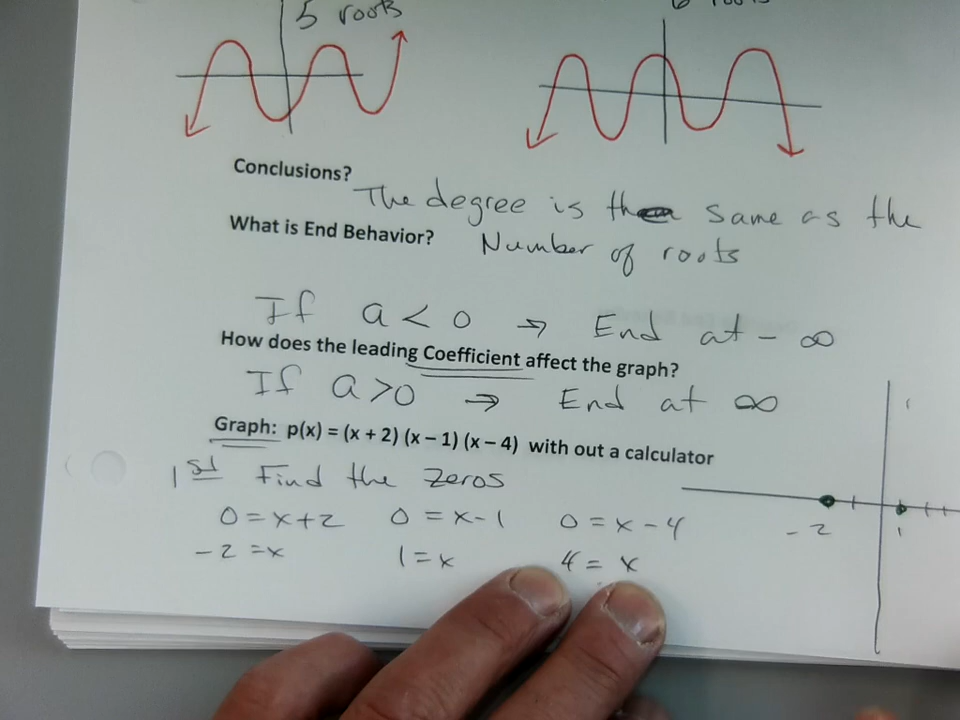 5 roots
6 roots
Conclusions?
The degree is the same as the
What is End Behavior? Number of roots
If a < 0 → End at - ∞
How does the leading Coefficient affect the graph?
If a > 0 → End at ∞
Graph: p(x) = (x + 2) (x – 1) (x – 4) with out a calculator
1st Find the zeros
0 = x+2 0 = x-1 0 = x-4
-2 = x 1 = x 4 = x
-2 1